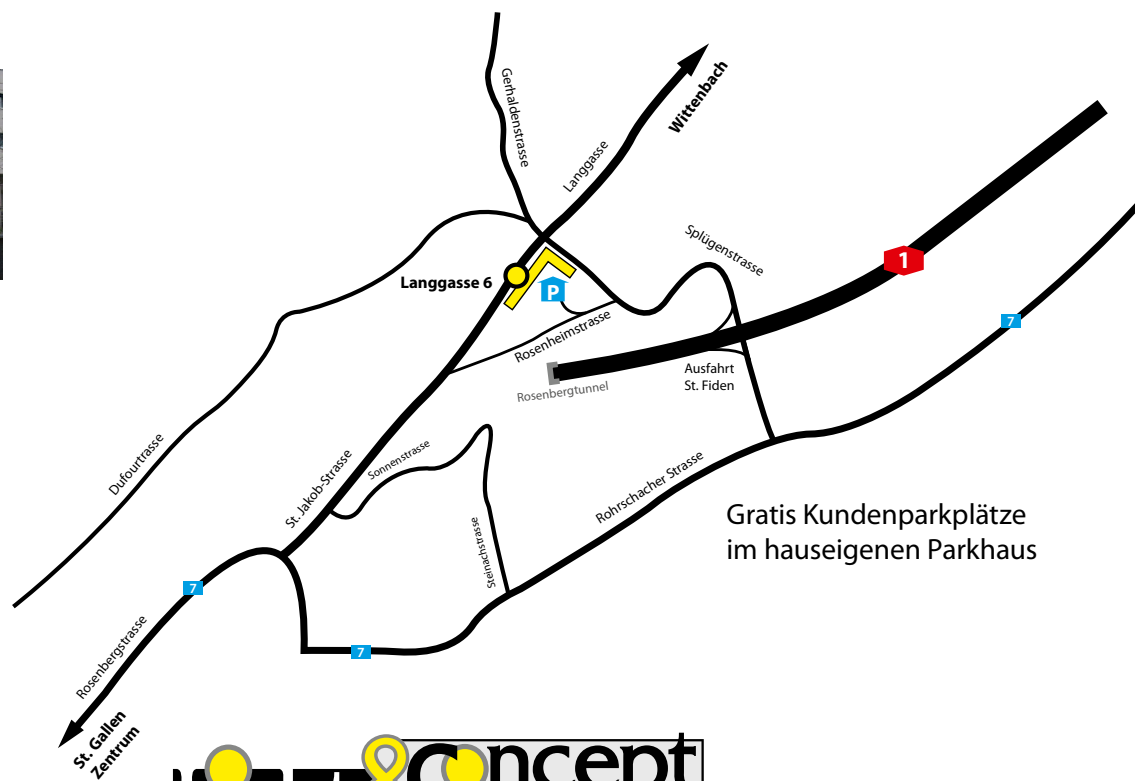 Gerhaldenstrasse
Wittenbach
Langgasse
Splügenstrasse
1
Langgasse 6
P
7
Rosenheimstrasse
Ausfahrt
St. Fiden
Rosenbergtunnel
Dufourtrasse
Sonnenstrasse
St. Jakob-Strasse
Rohrschacher Strasse
Steinachstrasse
Gratis Kundenparkplätze
im hauseigenen Parkhaus
7
Rosenbergstrasse
7
St. Gallen
Zentrum
concept